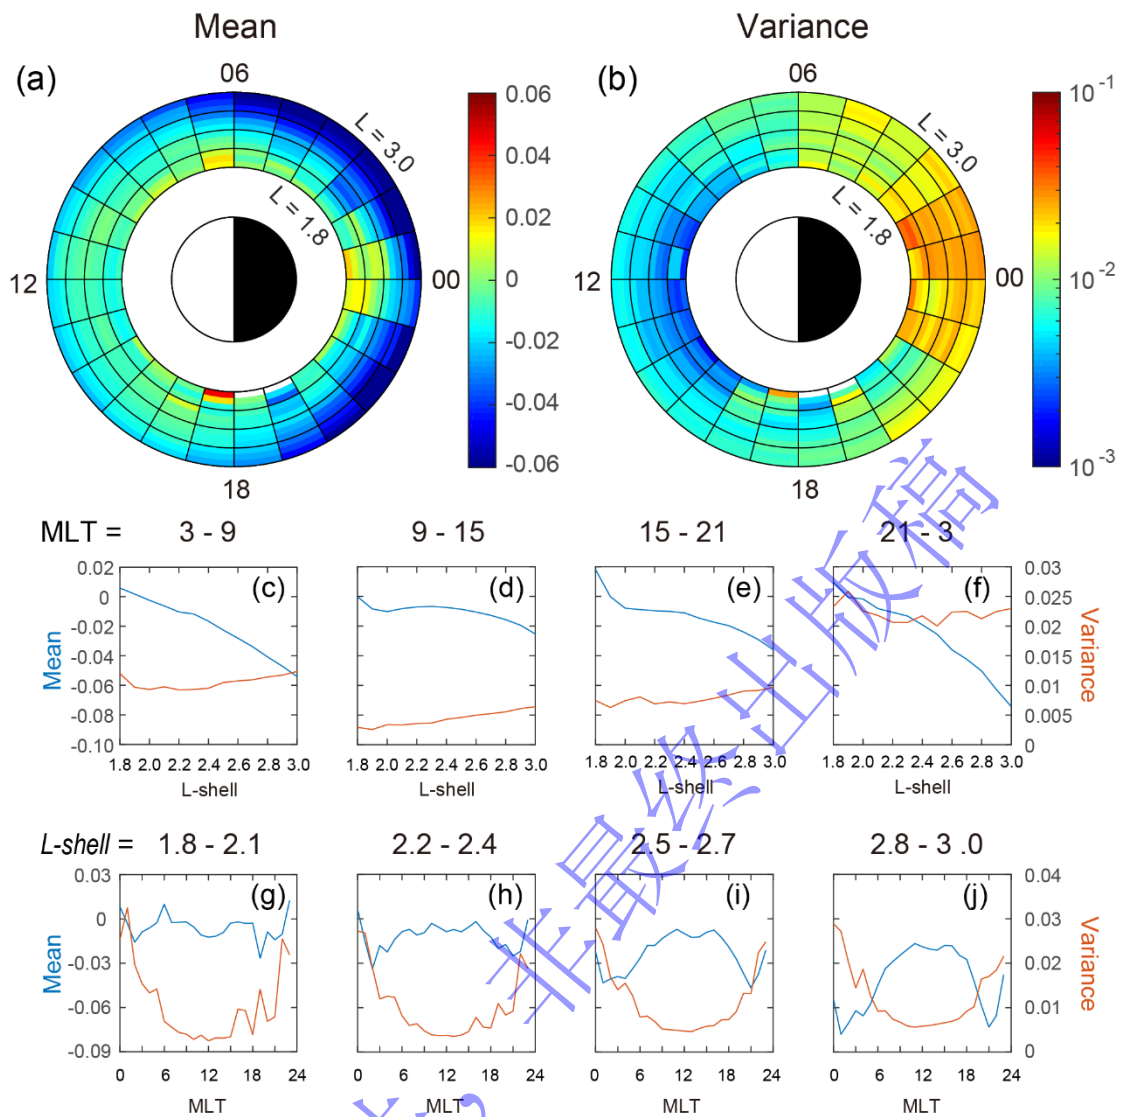 Mean Variance
(a) 06 (b) 06
L = 3.0 L = 3.0
L = 1.8 L = 1.8
12 00 12 00
18 18
0.06
0.04
0.02
0
-0.02
-0.04
-0.06
10-1
10-2
10-3
MLT = 3 - 9 9 - 15 15 - 21 21 - 3
(c) (d) (e) (f)
Mean
0.02
0
-0.02
-0.04
-0.06
-0.08
-0.10
0.03
0.025
0.02
0.015
0.01
0.005
0
Variance
1.8 2.0 2.2 2.4 2.6 2.8 3.0 1.8 2.0 2.2 2.4 2.6 2.8 3.0 1.8 2.0 2.2 2.4 2.6 2.8 3.0 1.8 2.0 2.2 2.4 2.6 2.8 3.0
L-shell L-shell L-shell L-shell
L-shell = 1.8 - 2.1 2.2 - 2.4 2.5 - 2.7 2.8 - 3 .0
(g) (h) (i) (j)
Mean
0.03
0
-0.03
-0.06
-0.09
0.04
0.03
0.02
0.01
0
Variance
0 6 12 18 24 0 6 12 18 24 0 6 12 18 24 0 6 12 18 24
MLT MLT MLT MLT
非最终出版稿